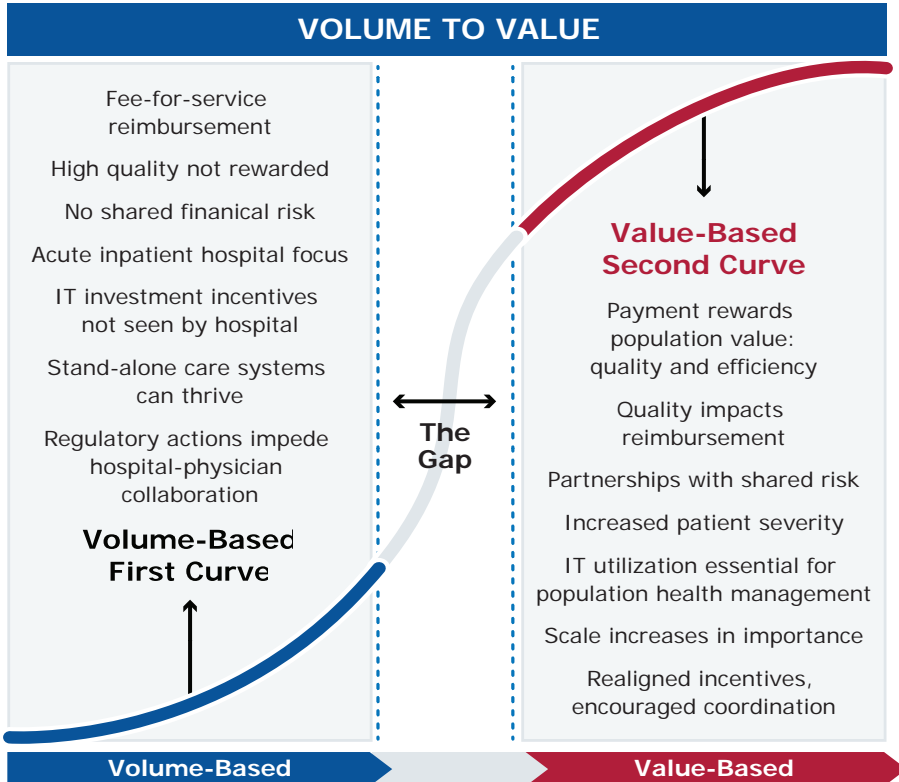 VOLUME TO VALUE
Fee-for-service
reimbursement
High quality not rewarded
No shared finanical risk
Acute inpatient hospital focus
IT investment incentives
not seen by hospital
Stand-alone care systems
can thrive
Regulatory actions impede
hospital-physician
collaboration
Volume-Based
First Curve
The
Gap
Value-Based
Second Curve
Payment rewards
population value:
quality and efficiency
Quality impacts
reimbursement
Partnerships with shared risk
Increased patient severity
IT utilization essential for
population health management
Scale increases in importance
Realigned incentives,
encouraged coordination
Volume-Based
Value-Based